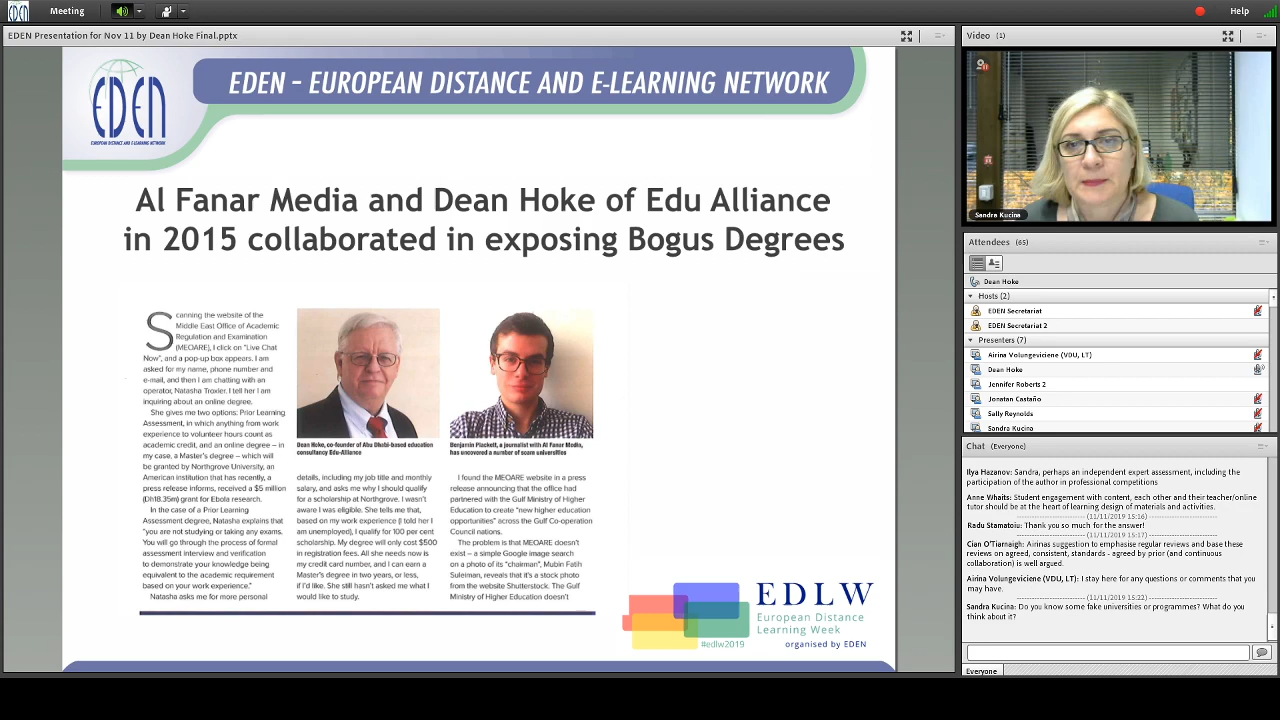 EDEN
Meeting
Help
EDEN Presentation for Nov 11 by Dean Hoke Final.pptx
EDEN
EUROPEAN DISTANCE AND E-LEARNING NETWORK
EDEN - EUROPEAN DISTANCE AND E-LEARNING NETWORK
Al Fanar Media and Dean Hoke of Edu Alliance
in 2015 collaborated in exposing Bogus Degrees
Scanning the website of the
Middle East Office of Academic
Regulation and Examination
(MEOARE), I click on "Live Chat
Now", and a pop-up box appears. I am
asked for my name, phone number and
e-mail, and then I am chatting with an
operator, Natasha Troxler. I tell her I am
inquiring about an online degree.
She gives me two options: Prior Learning
Assessment, in which anything from work
experience to volunteer hours count as
academic credit, and an online degree – in
my case, a Master's degree – which will
be granted by Northgrove University, an
American institution that has recently, a
press release informs, received a $5 million
(Dh18.35m) grant for Ebola research.
In the case of a Prior Learning
Assessment degree, Natasha explains that
"you are not studying or taking any exams.
You will go through the process of formal
assessment interview and verification
to demonstrate your knowledge being
equivalent to the academic requirement
based on your work experience."
Natasha asks me for more personal
Dean Hoke, co-founder of Abu Dhabi-based education
consultancy Edu-Alliance
details, including my job title and monthly
salary, and asks me why I should qualify
for a scholarship at Northgrove. I wasn't
aware I was eligible. She tells me that,
based on my work experience (I told her I
am unemployed), I qualify for 100 per cent
scholarship. My degree will only cost $500
in registration fees. All she needs now is
my credit card number, and I can earn a
Master's degree in two years, or less,
if I'd like. She still hasn't asked me what I
would like to study.
Benjamin Plackett, a journalist with Al Fanar Media,
has uncovered a number of scam universities
I found the MEOARE website in a press
release announcing that the office had
partnered with the Gulf Ministry of Higher
Education to create "new higher education
opportunities" across the Gulf Co-operation
Council nations.
The problem is that MEOARE doesn't
exist – a simple Google image search
on a photo of its "chairman", Mubin Fatih
Suleiman, reveals that it's a stock photo
from the website Shutterstock. The Gulf
Ministry of Higher Education doesn't
EDLW
European Distance
Learning Week
#edlw2019
organised by EDEN
Video (1)
Sandra Kucina
Attendees (65)
Dean Hoke
Hosts (2)
EDEN Secretariat
EDEN Secretariat 2
Presenters (7)
Airina Volungeviciene (VDU, LT)
Dean Hoke
Jennifer Roberts 2
Jonatan Castaño
Sally Reynolds
Sandra Kucina
Chat (Everyone)
Ilya Hazanov: Sandra, perhaps an independent expert assessment, including the
participation of the author in professional competitions
Anne Whaits: Student engagement with content, each other and their teacher/online
tutor should be at the heart of learning design of materials and activities.
(11/11/2019 15:16)
Radu Stamatoiu: Thank you so much for the answer!
(11/11/2019 15:17)
Cian O'Tiarnaigh: Airinas suggestion to emphasise regular reviews and base these
reviews on agreed, consistent, standards - agreed by prior (and continuous
collaboration) is well argued.
Airina Volungeviciene (VDU, LT): I stay here for any questions or comments that you
may have.
(11/11/2019 15:22)
Sandra Kucina: Do you know some fake universities or programmes? What do you
think about it?
Everyone